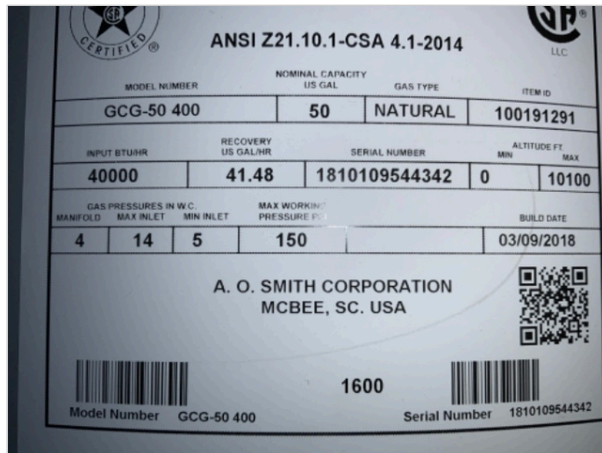 CERTIFIED ®
ANSI Z21.10.1-CSA 4.1-2014
SA ®
LLC
MODEL NUMBER
NOMINAL CAPACITY
US GAL
GAS TYPE
ITEM ID
GCG-50 400
50
NATURAL
100191291
INPUT BTU/HR
RECOVERY
US GAL/HR
SERIAL NUMBER
ALTITUDE FT.
MIN MAX
40000
41.48
1810109544342
0
10100
GAS PRESSURES IN W.C.
MANIFOLD MAX INLET MIN INLET
MAX WORKING
PRESSURE
BUILD DATE
4
14
5
150
03/09/2018
A. O. SMITH CORPORATION
MCBEE, SC. USA
1600
Model Number GCG-50 400
Serial Number 1810109544342